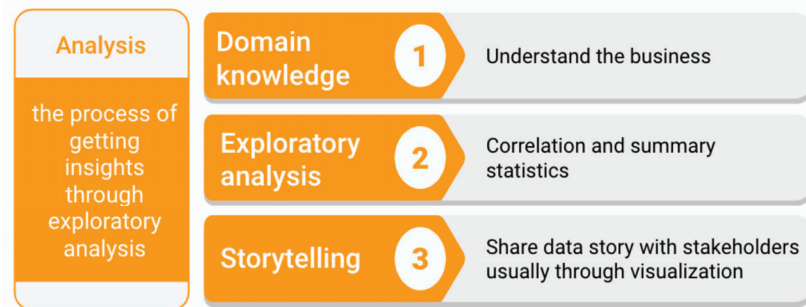 Analysis
the process of
getting
insights
through
exploratory
analysis
Domain
knowledge
1
Understand the business
Exploratory
analysis
2
Correlation and summary
statistics
Storytelling
3
Share data story with stakeholders
usually through visualization